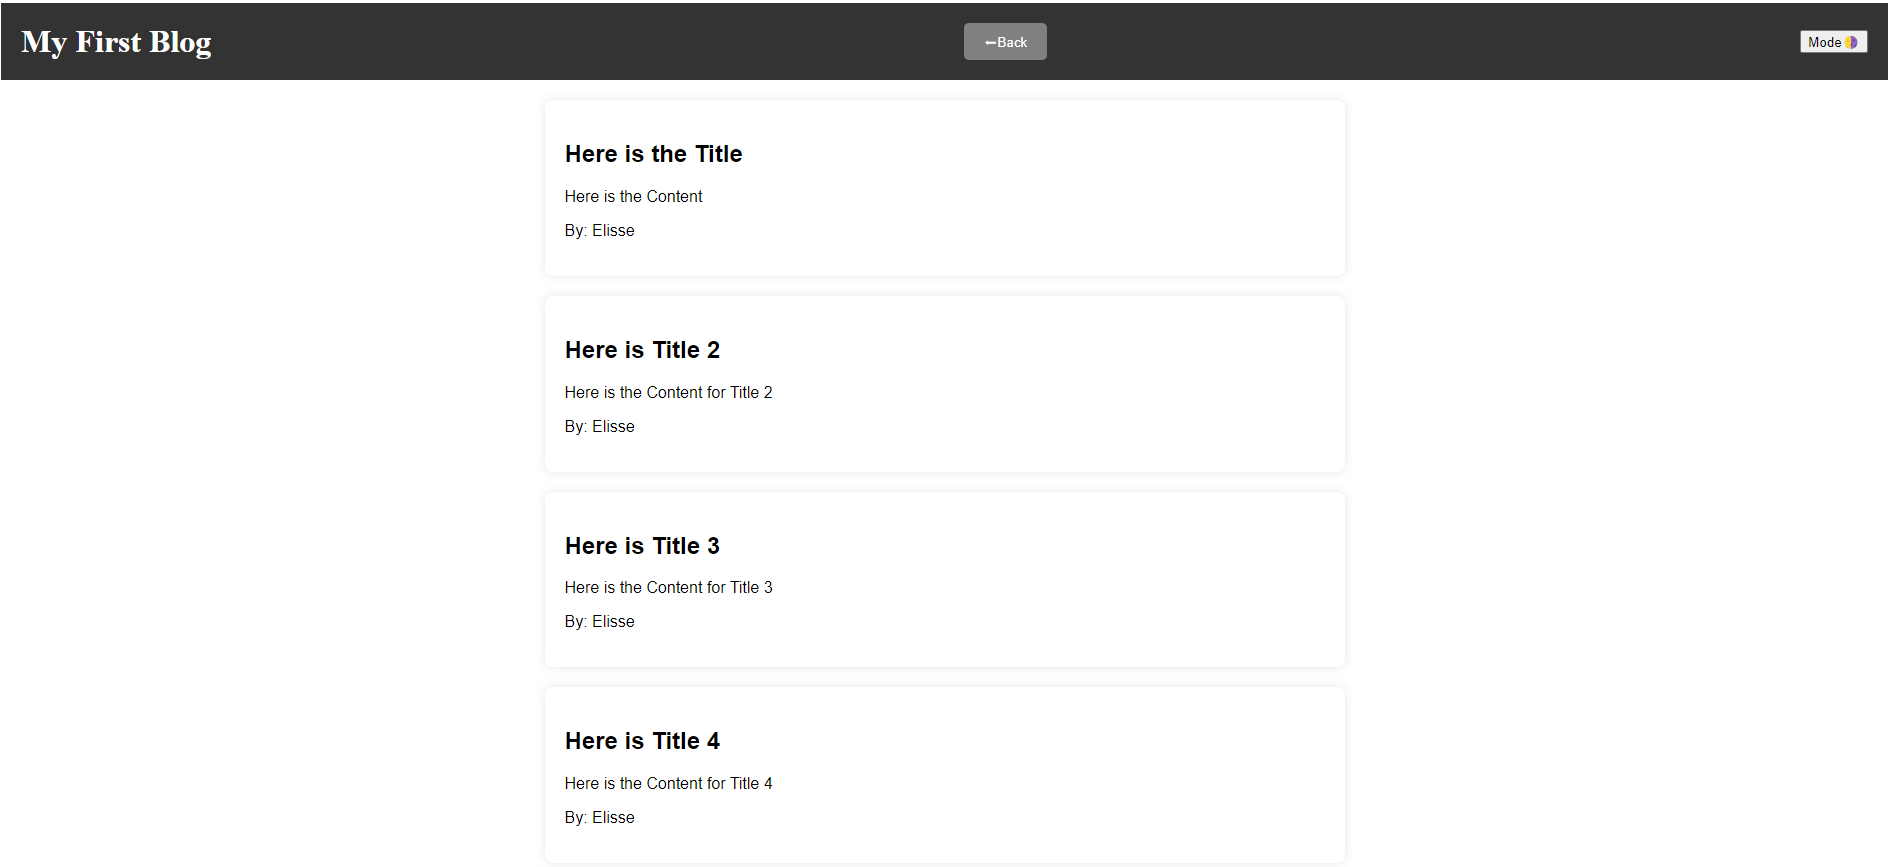 My First Blog
←Back
Mode
Here is the Title
Here is the Content
By: Elisse
Here is Title 2
Here is the Content for Title 2
By: Elisse
Here is Title 3
Here is the Content for Title 3
By: Elisse
Here is Title 4
Here is the Content for Title 4
By: Elisse